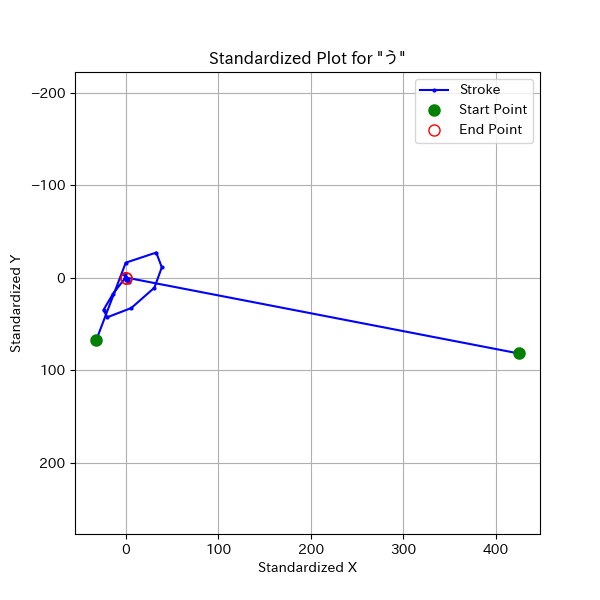 Standardized Plot for "う"
Stroke
Start Point
End Point
Standardized Y
−200
−100
0
100
200
0 100 200 300 400
Standardized X